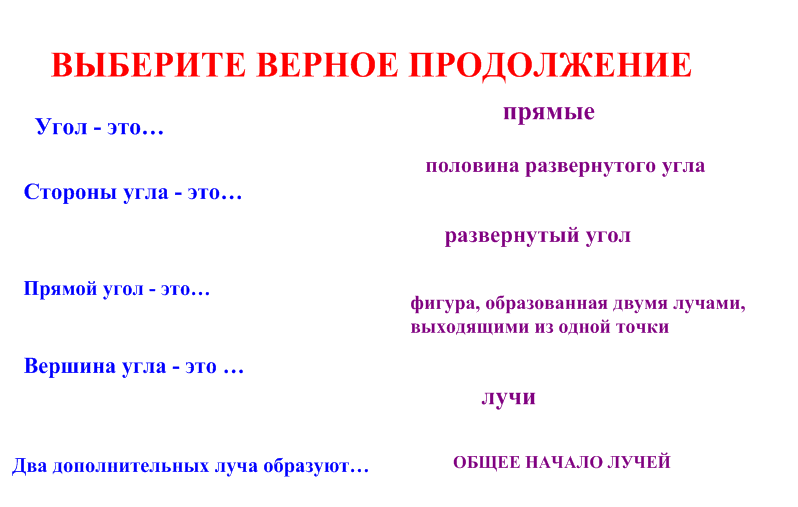 ВЫБЕРИТЕ ВЕРНОЕ ПРОДОЛЖЕНИЕ
Угол - это…
Стороны угла - это…
Прямой угол - это…
Вершина угла - это …
Два дополнительных луча образуют…
прямые
половина развернутого угла
развернутый угол
фигура, образованная двумя лучами,
выходящими из одной точки
лучи
ОБЩЕЕ НАЧАЛО ЛУЧЕЙ